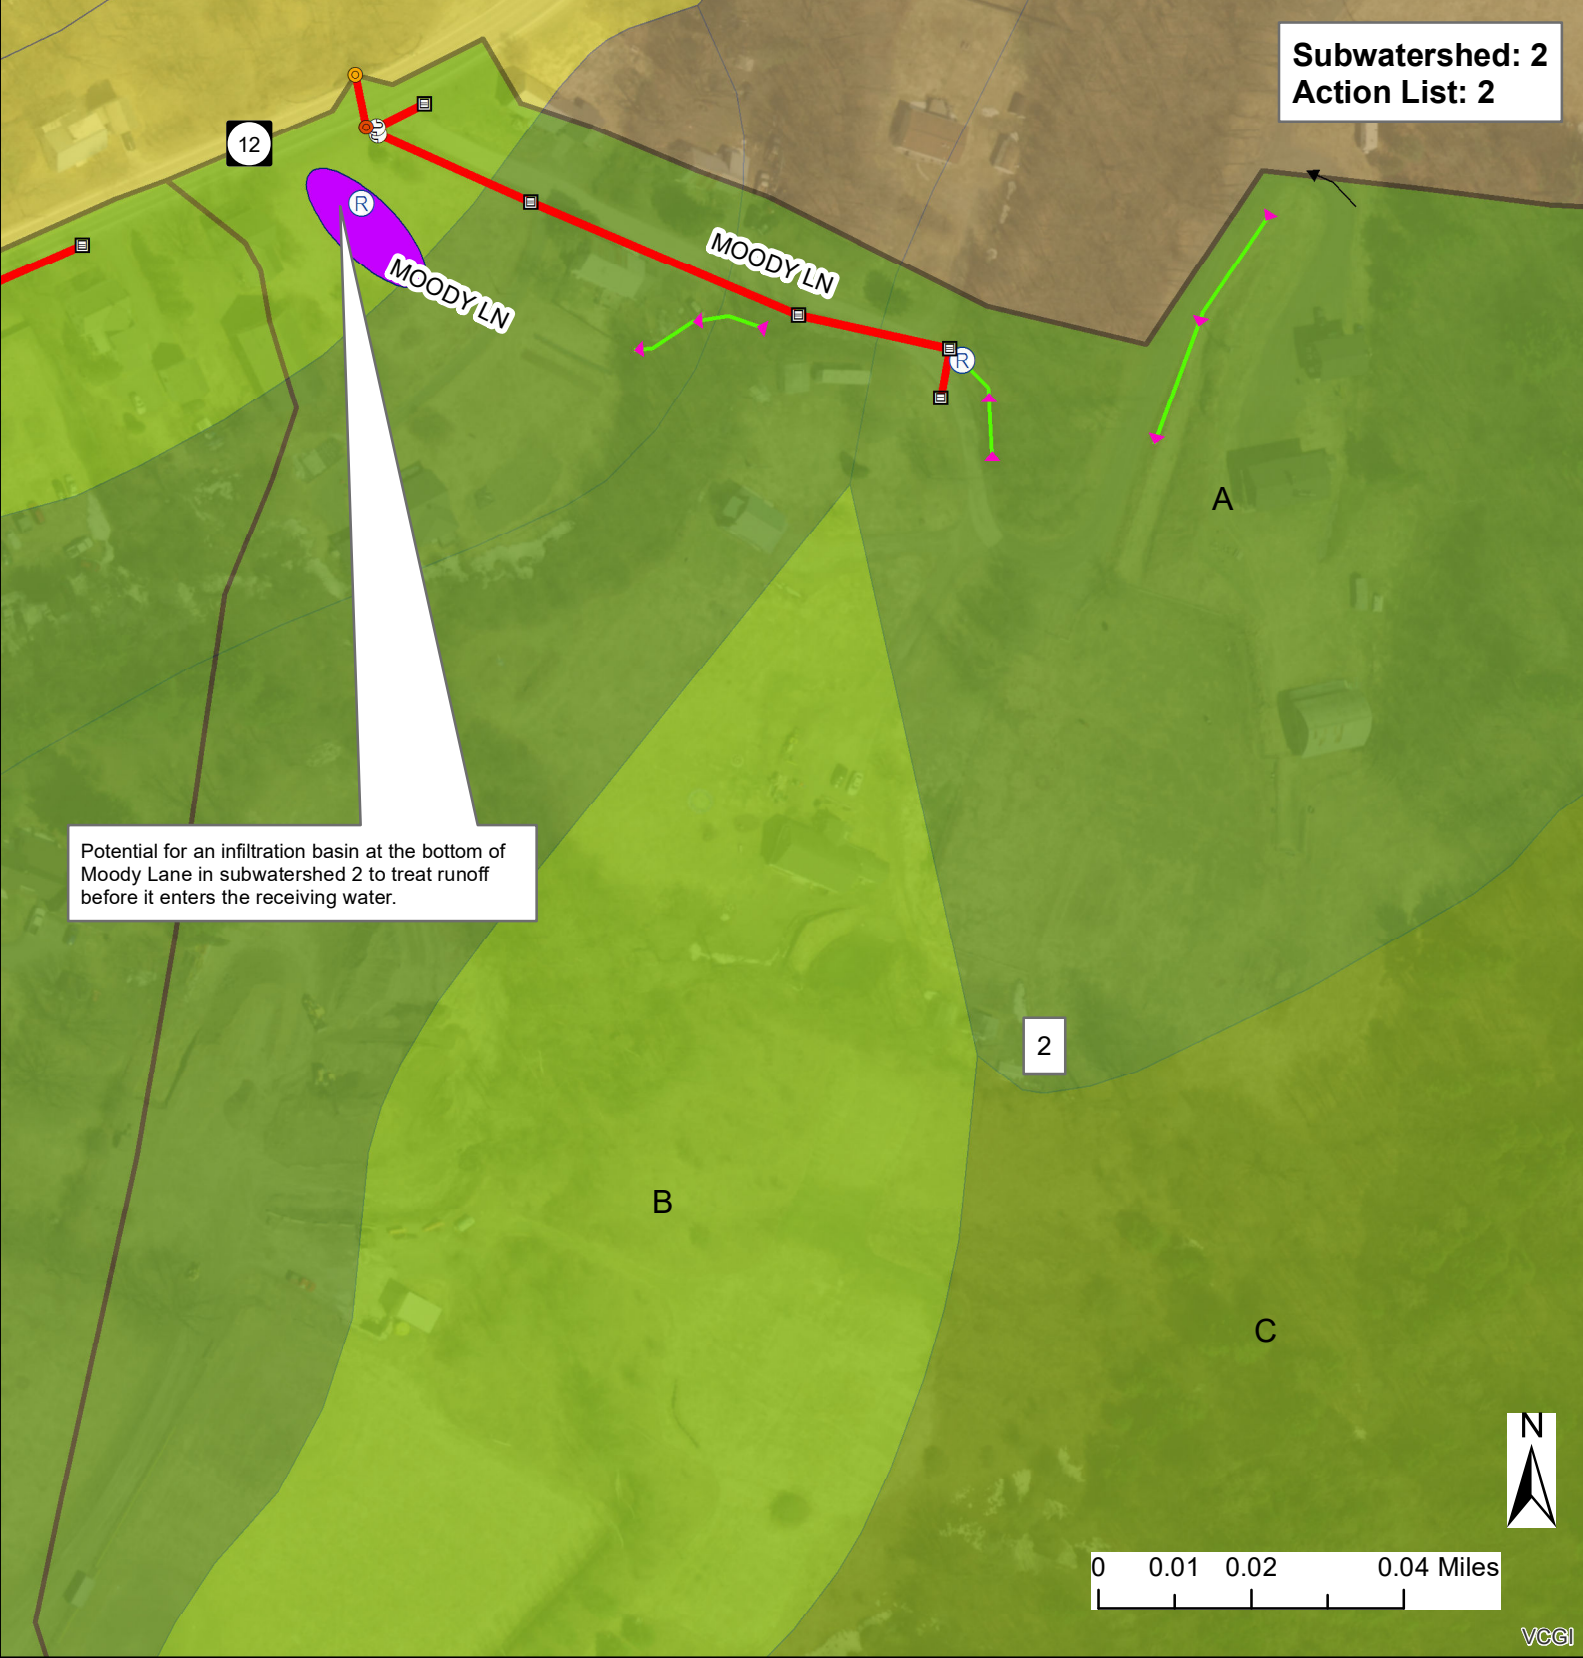 Subwatershed: 2
Action List: 2
12
R
MOODY LN
MOODY LN
R
A
Potential for an infiltration basin at the bottom of
Moody Lane in subwatershed 2 to treat runoff
before it enters the receiving water.
2
B
C
N
0 0.01 0.02 0.04 Miles
VCGI